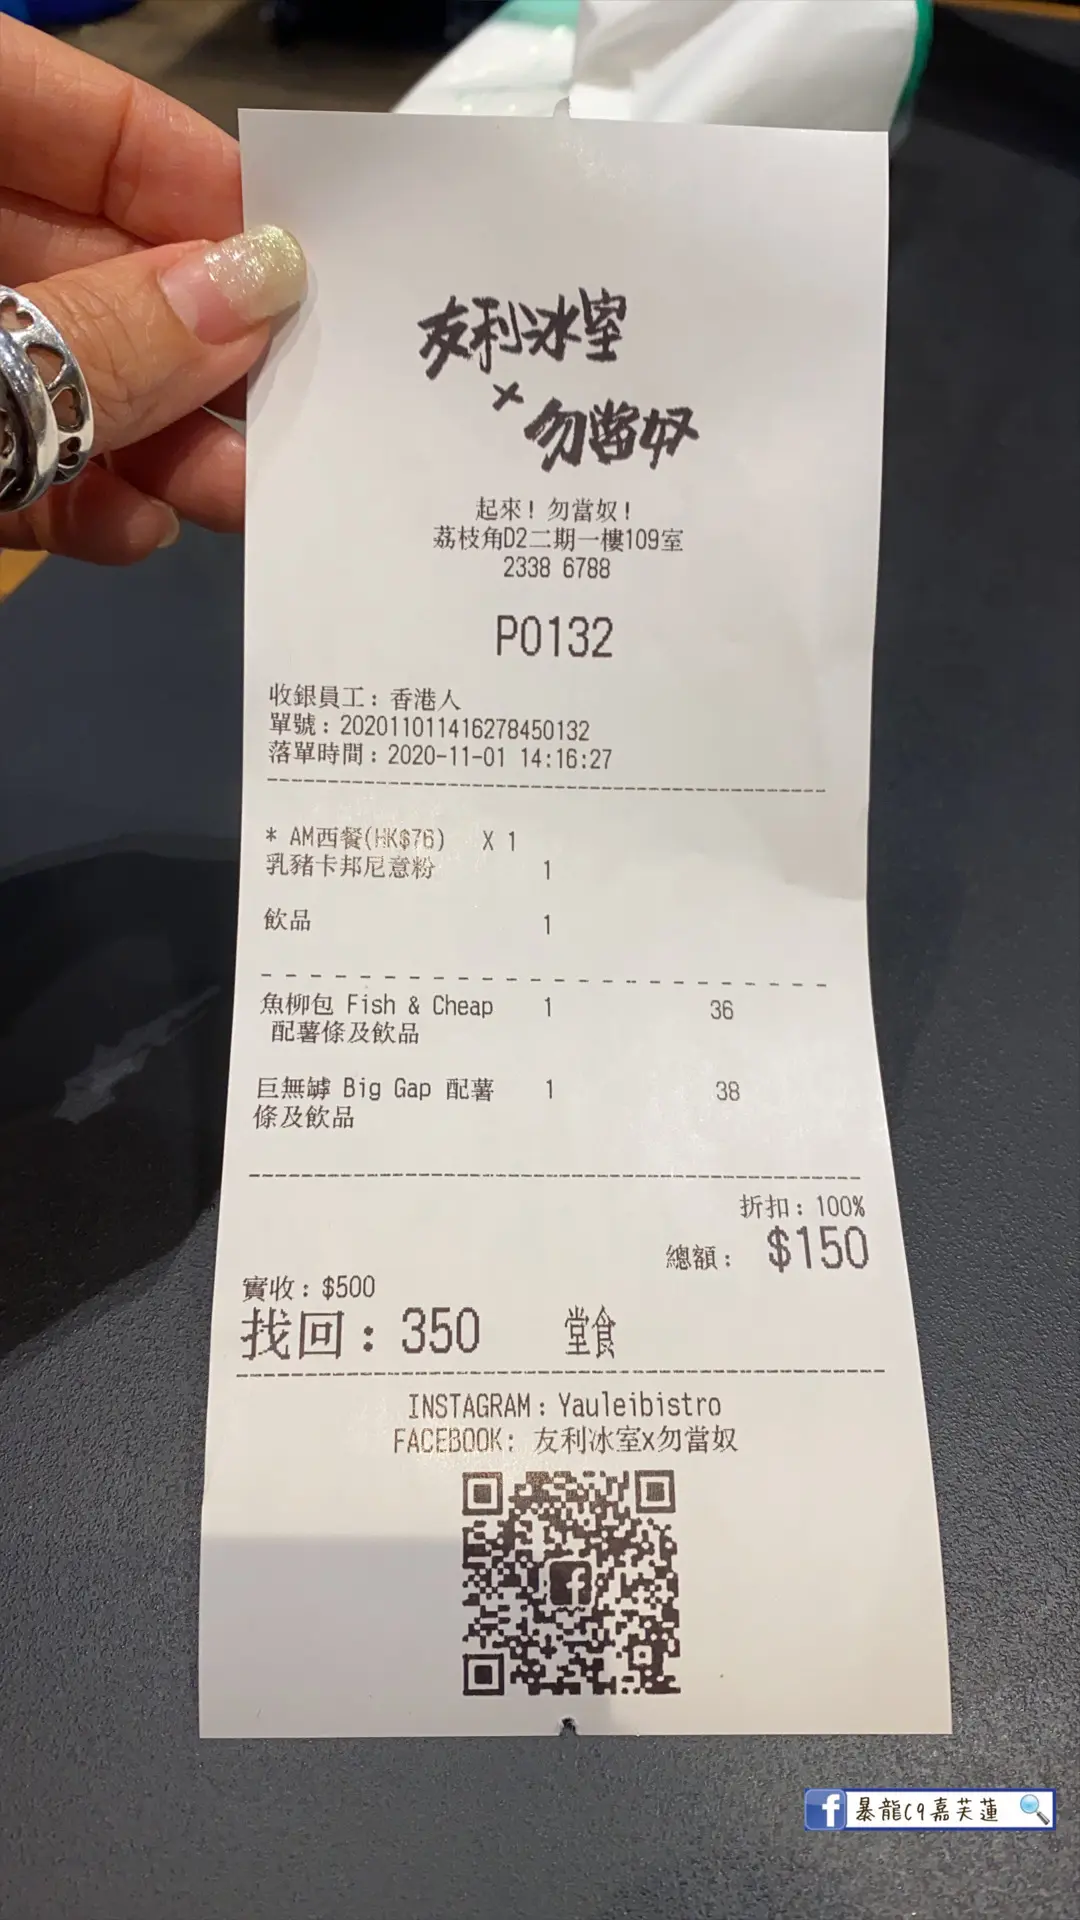 友利冰室
x
勿當奴
起來！勿當奴！
荔枝角D2二期一樓109室
2338 6788
P0132
收銀員工：香港人
單號：202011011416278450132
落單時間：2020-11-01 14:16:27
* AM西餐(HK$76) X 1
乳豬卡邦尼意粉 1
飲品 1
魚柳包 Fish & Cheap 1 36
配薯條及飲品
巨無罅 Big Gap 配薯 1 38
條及飲品
折扣：100%
總額： $150
實收：$500
找回：350 堂食
INSTAGRAM：Yauleibistro
FACEBOOK: 友利冰室x勿當奴
f
f 暴龍C9嘉芙蓮